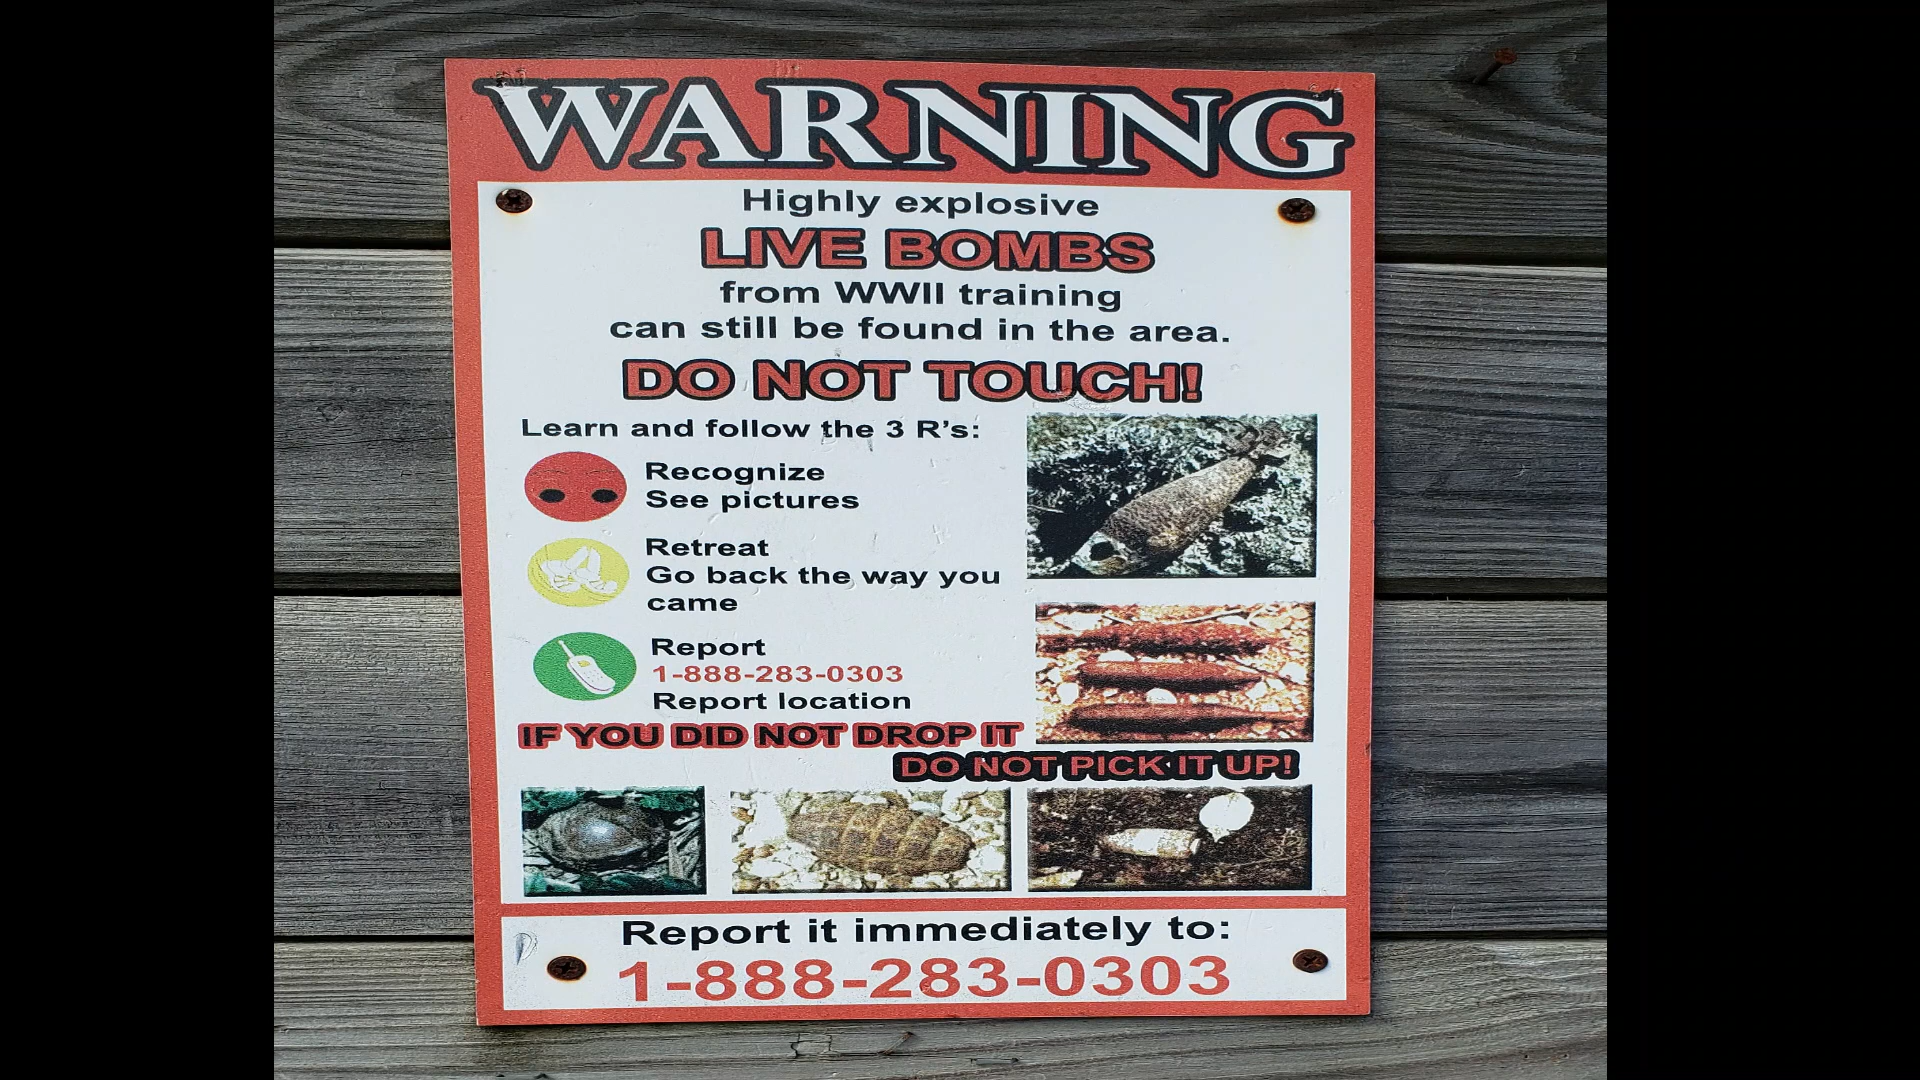 WARNING
Highly explosive
LIVE BOMBS
from WWII training
can still be found in the area.
DO NOT TOUCH!
Learn and follow the 3 R's:
Recognize
See pictures
Retreat
Go back the way you
came
Report
1-888-283-0303
Report location
IF YOU DID NOT DROP IT
DO NOT PICK IT UP!
Report it immediately to:
1-888-283-0303